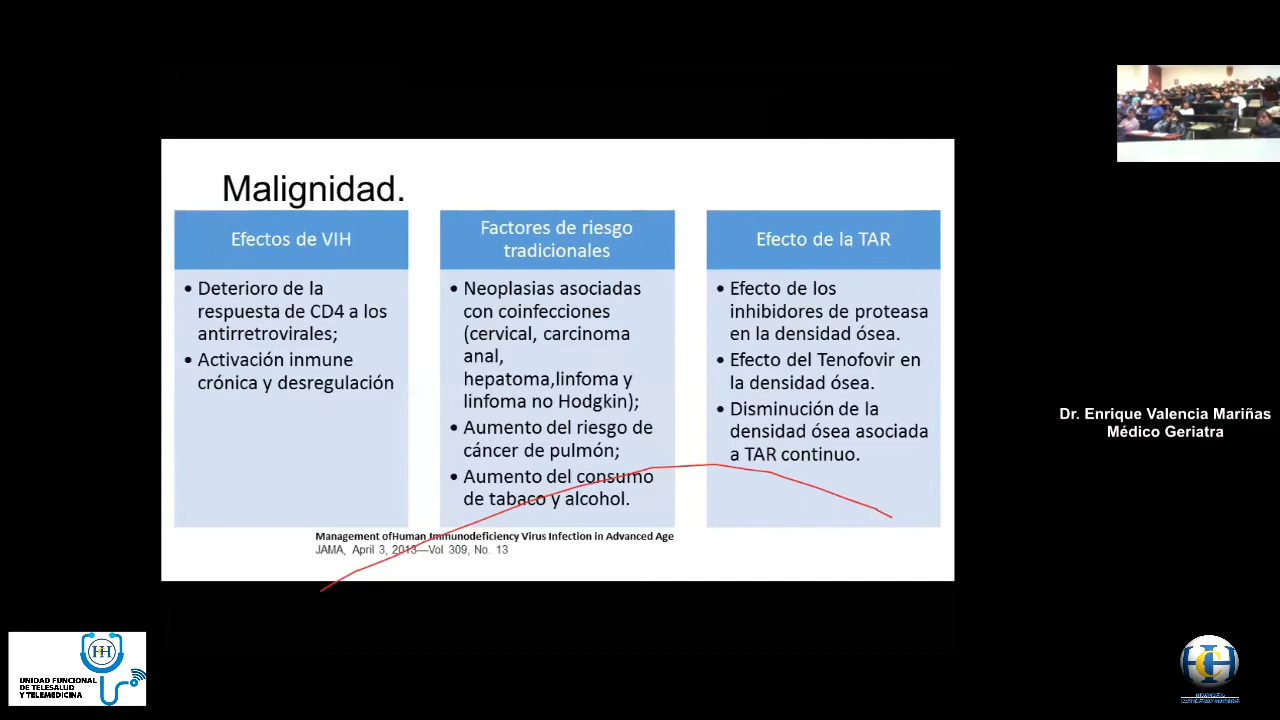 Malignidad.
Efectos de VIH
• Deterioro de la
respuesta de CD4 a los
antirretrovirales;
• Activación inmune
crónica y desregulación
Factores de riesgo
tradicionales
• Neoplasias asociadas
con coinfecciones
(cervical, carcinoma
anal,
hepatoma,linfoma y
linfoma no Hodgkin);
• Aumento del riesgo de
cáncer de pulmón;
• Aumento del consumo
de tabaco y alcohol.
Efecto de la TAR
• Efecto de los
inhibidores de proteasa
en la densidad ósea.
• Efecto del Tenofovir en
la densidad ósea.
• Disminución de la
densidad ósea asociada
a TAR continuo.
Management ofHuman Immunodeficiency Virus Infection in Advanced Age
JAMA, April 3, 2013—Vol 309, No. 13
Dr. Enrique Valencia Mariñas
Médico Geriatra
UNIDAD FUNCIONAL
DE TELESALUD
Y TELEMEDICINA